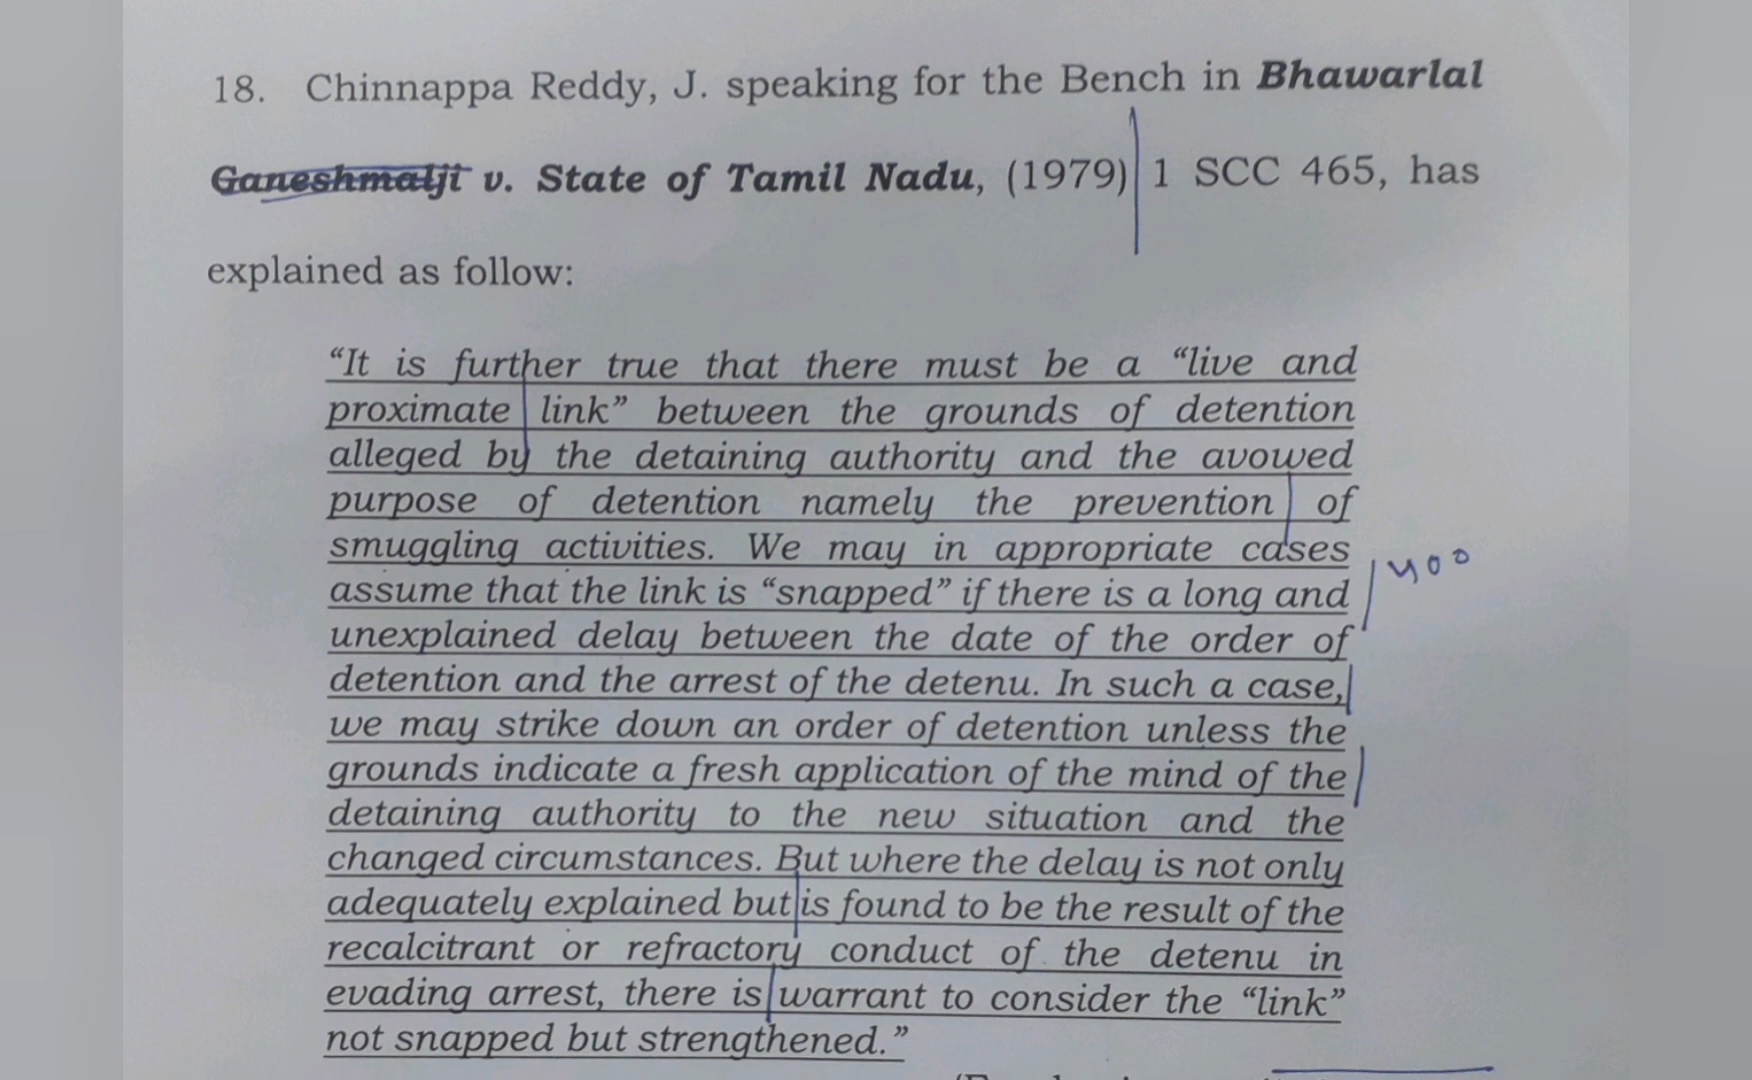 18. Chinnappa Reddy, J. speaking for the Bench in Bhawarlal
Ganeshmalji v. State of Tamil Nadu, (1979) 1 SCC 465, has
explained as follow:
“It is further true that there must be a “live and
proximate link” between the grounds of detention
alleged by the detaining authority and the avowed
purpose of detention namely the prevention of
smuggling activities. We may in appropriate cases
assume that the link is “snapped” if there is a long and
400
unexplained delay between the date of the order of
detention and the arrest of the detenu. In such a case,
we may strike down an order of detention unless the
grounds indicate a fresh application of the mind of the
detaining authority to the new situation and the
changed circumstances. But where the delay is not only
adequately explained but is found to be the result of the
recalcitrant or refractory conduct of the detenu in
evading arrest, there is warrant to consider the “link”
not snapped but strengthened.”